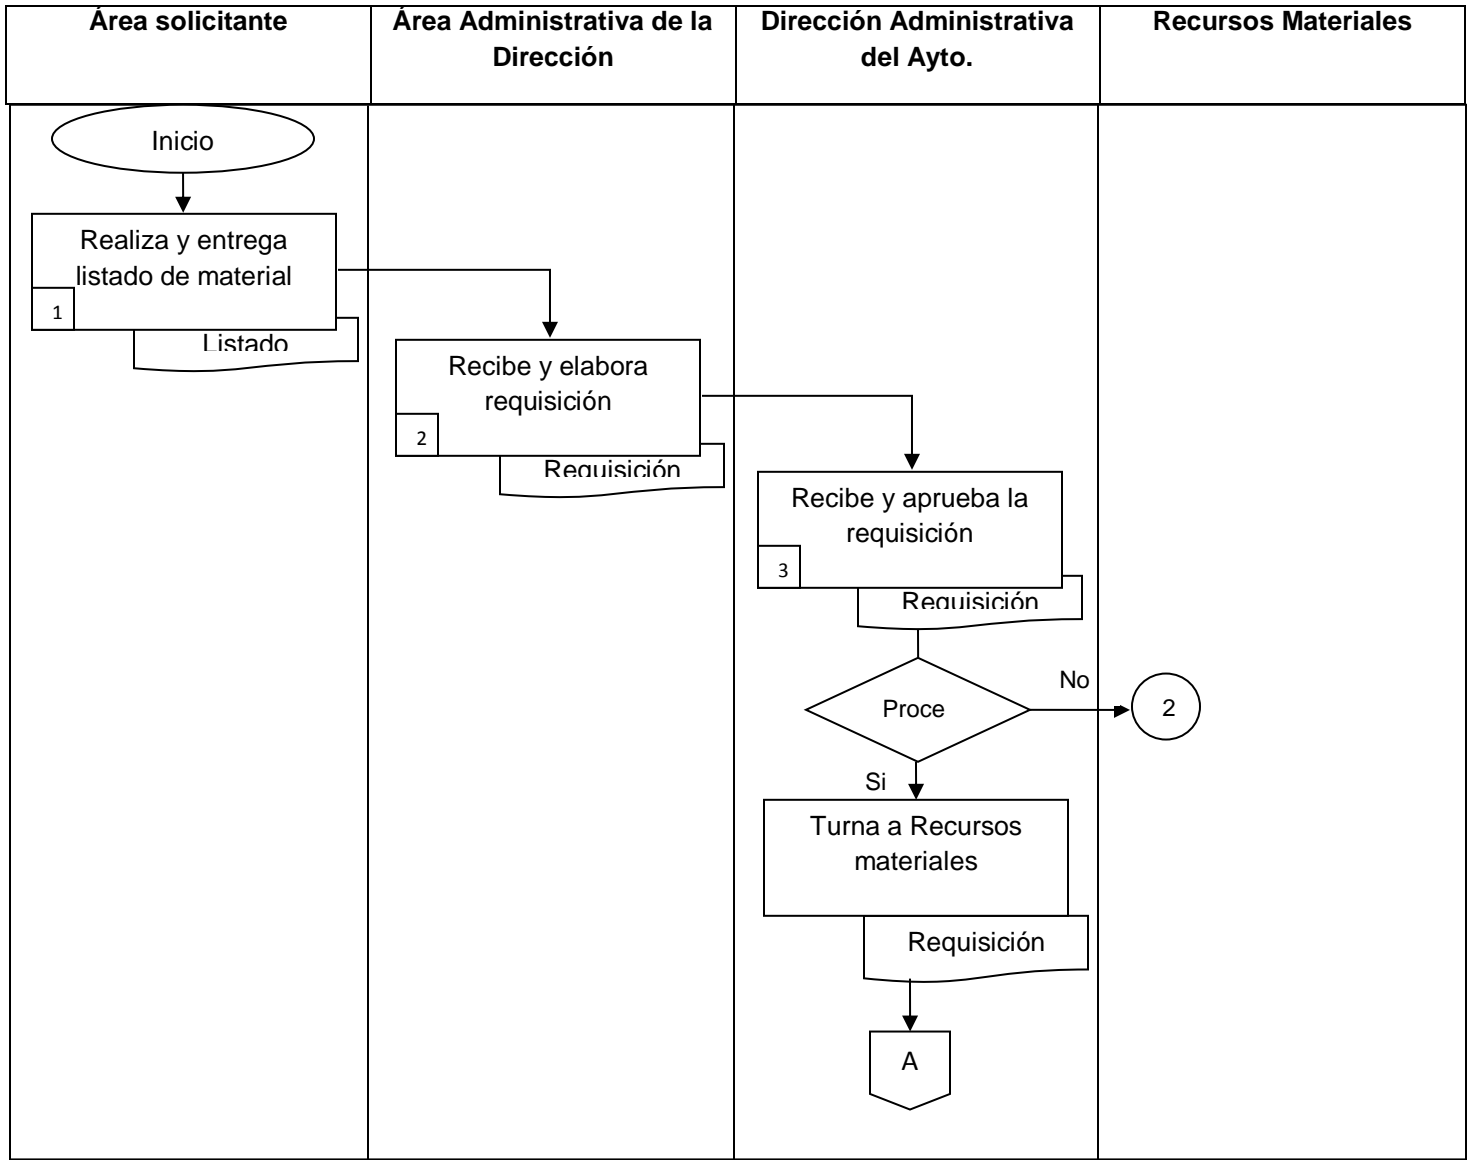 Área solicitante
Área Administrativa de la
Dirección
Dirección Administrativa
del Ayto.
Recursos Materiales
Inicio
Realiza y entrega
listado de material
1
Listado
Recibe y elabora
requisición
2
Requisición
Recibe y aprueba la
requisición
3
Requisición
Proce
No
2
Si
Turna a Recursos
materiales
Requisición
A